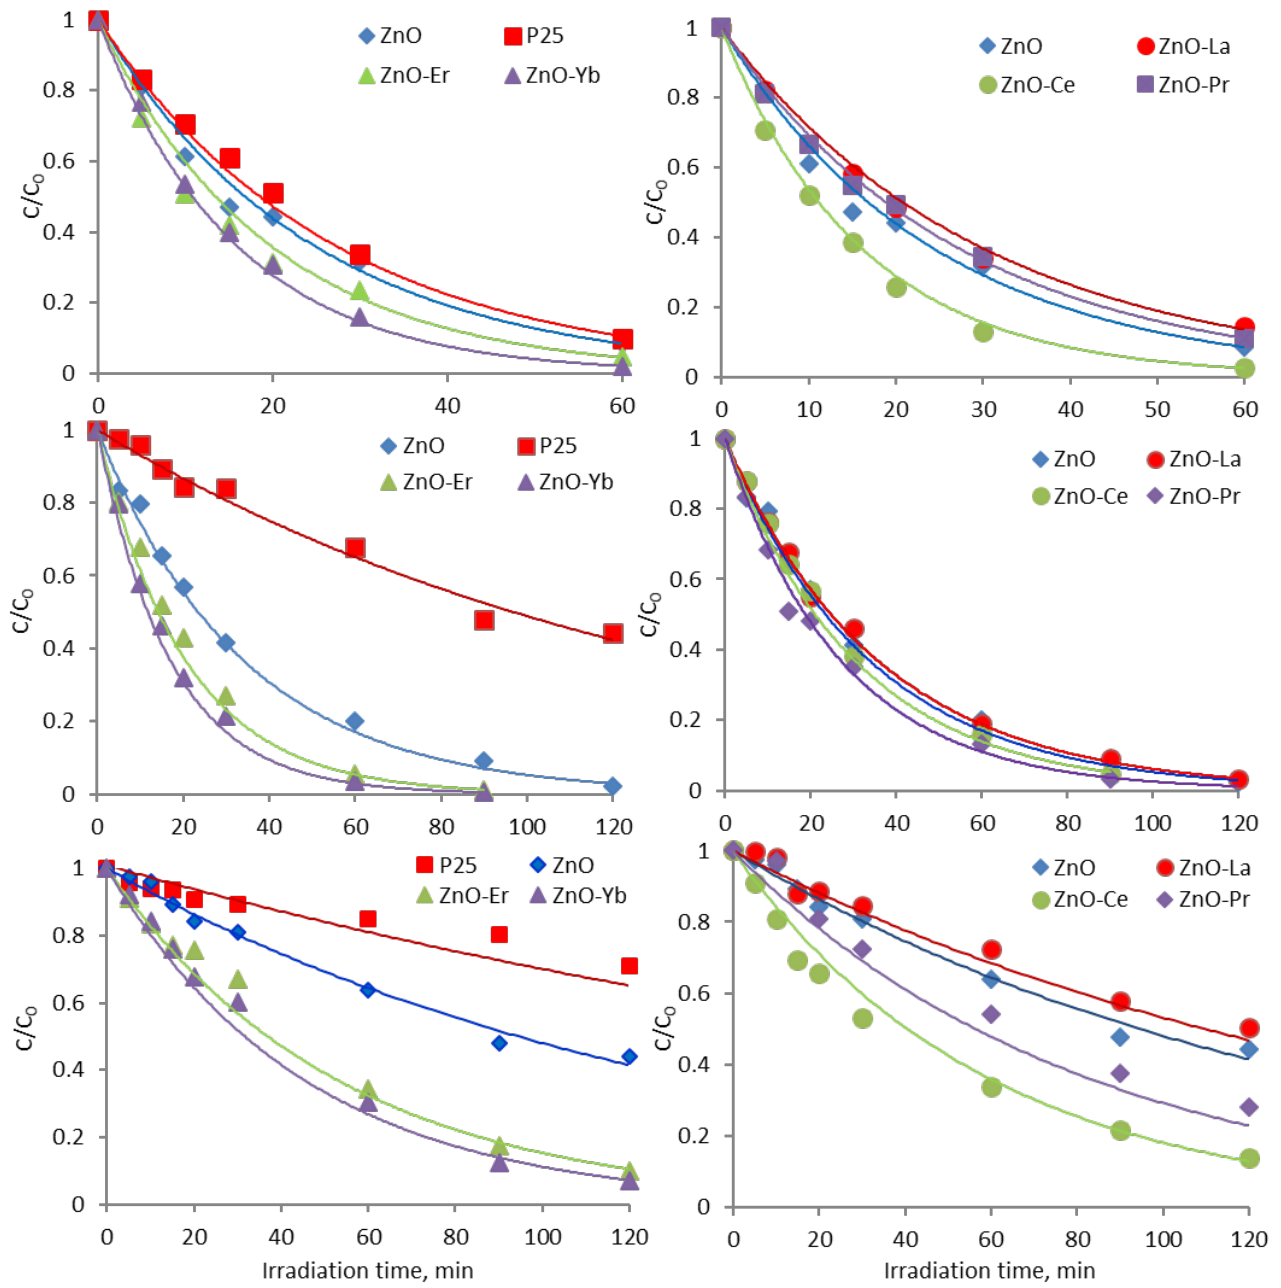 ZnO P25
ZnO-Er ZnO-Yb
C/C0
1
0.8
0.6
0.4
0.2
0
0 20 40 60
ZnO ZnO-La
ZnO-Ce ZnO-Pr
C/C0
1
0.8
0.6
0.4
0.2
0
0 10 20 30 40 50 60
ZnO P25
ZnO-Er ZnO-Yb
C/C0
1
0.8
0.6
0.4
0.2
0
0 20 40 60 80 100 120
ZnO ZnO-La
ZnO-Ce ZnO-Pr
C/C0
1
0.8
0.6
0.4
0.2
0
0 20 40 60 80 100 120
P25 ZnO
ZnO-Er ZnO-Yb
C/C0
1
0.8
0.6
0.4
0.2
0
0 20 40 60 80 100 120
Irradiation time, min
ZnO ZnO-La
ZnO-Ce ZnO-Pr
C/C0
1
0.8
0.6
0.4
0.2
0
0 20 40 60 80 100 120
Irradiation time, min